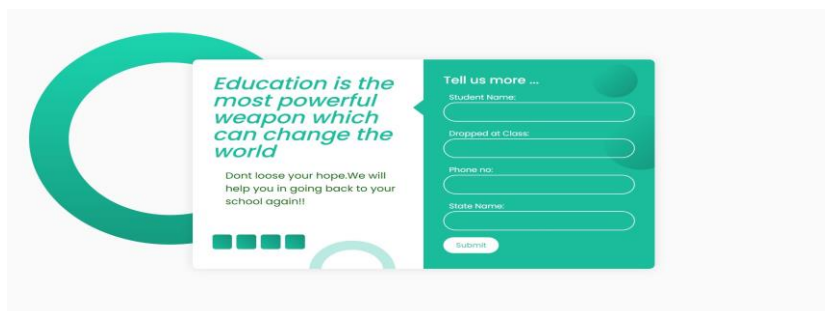 Education is the
most powerful
weapon which
can change the
world
Dont loose your hope.We will
help you in going back to your
school again!!
Tell us more ...
Student Name:
Dropped at Class:
Phone no:
State Name:
Submit